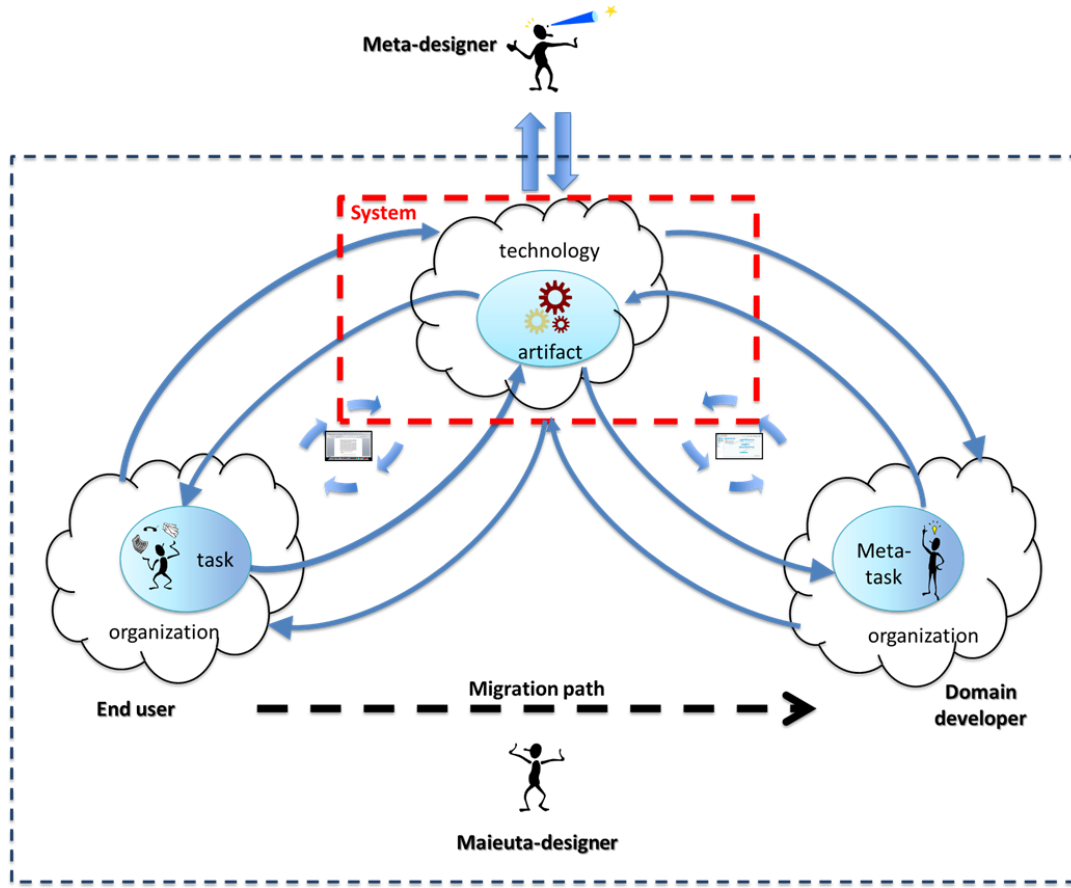 Meta-designer
System
technology
artifact
task
organization
Meta-
task
organization
End user
Migration path
Domain
developer
Maieuta-designer